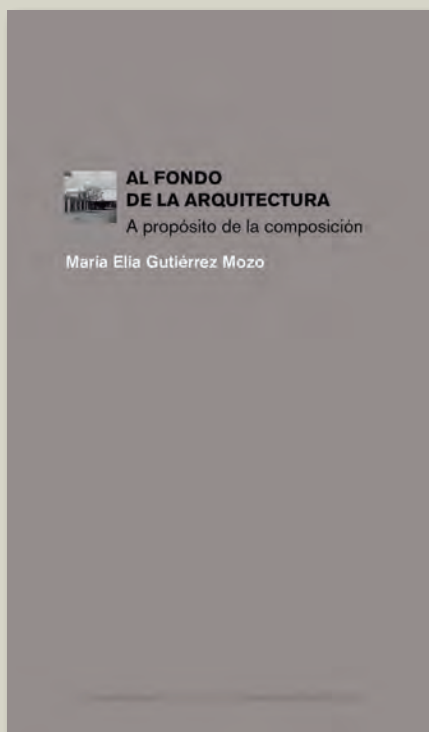 AL FONDO
DE LA ARQUITECTURA
A propósito de la composición
María Elia Gutiérrez Mozo